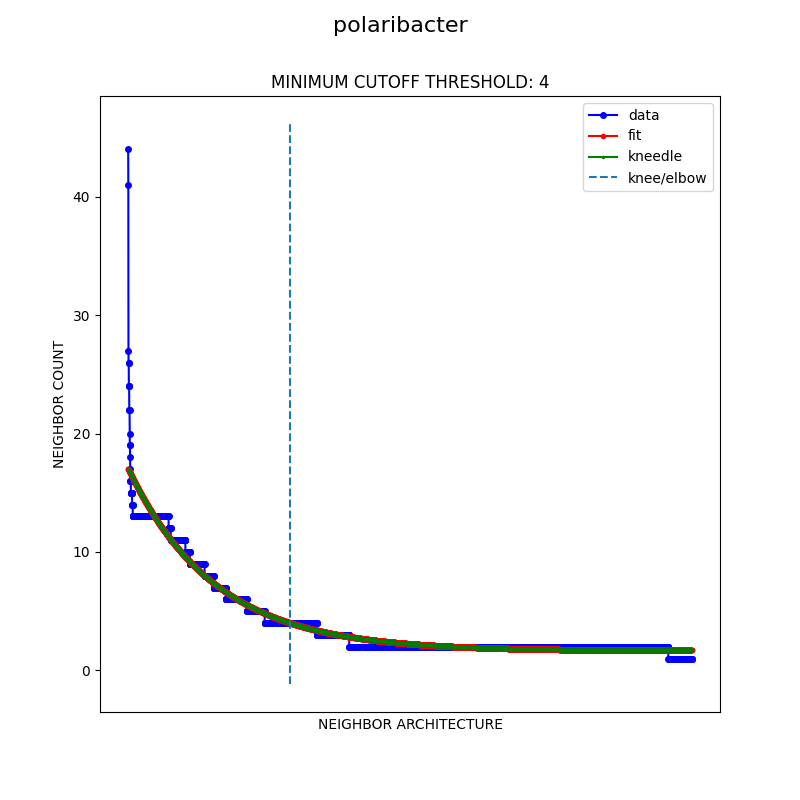 polaribacter
MINIMUM CUTOFF THRESHOLD: 4
data
fit
kneedle
knee/elbow
NEIGHBOR COUNT
40
30
20
10
0
NEIGHBOR ARCHITECTURE